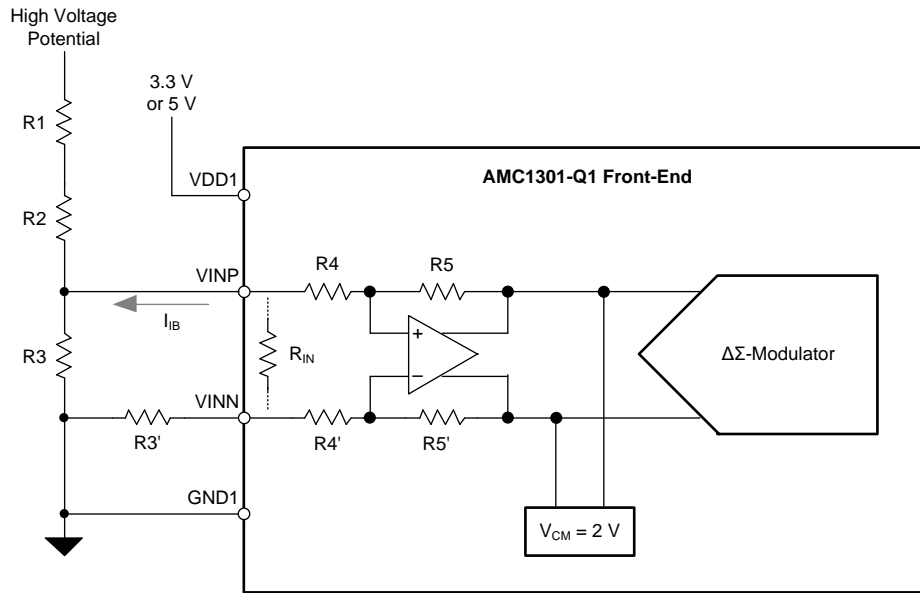 High Voltage
Potential
3.3 V
or 5 V
R1
VDD1
AMC1301-Q1 Front-End
R2
VINP
R4
R5
I_IB
+
R3
R_IN
ΔΣ-Modulator
−
VINN
R3'
R4'
R5'
GND1
V_CM = 2 V